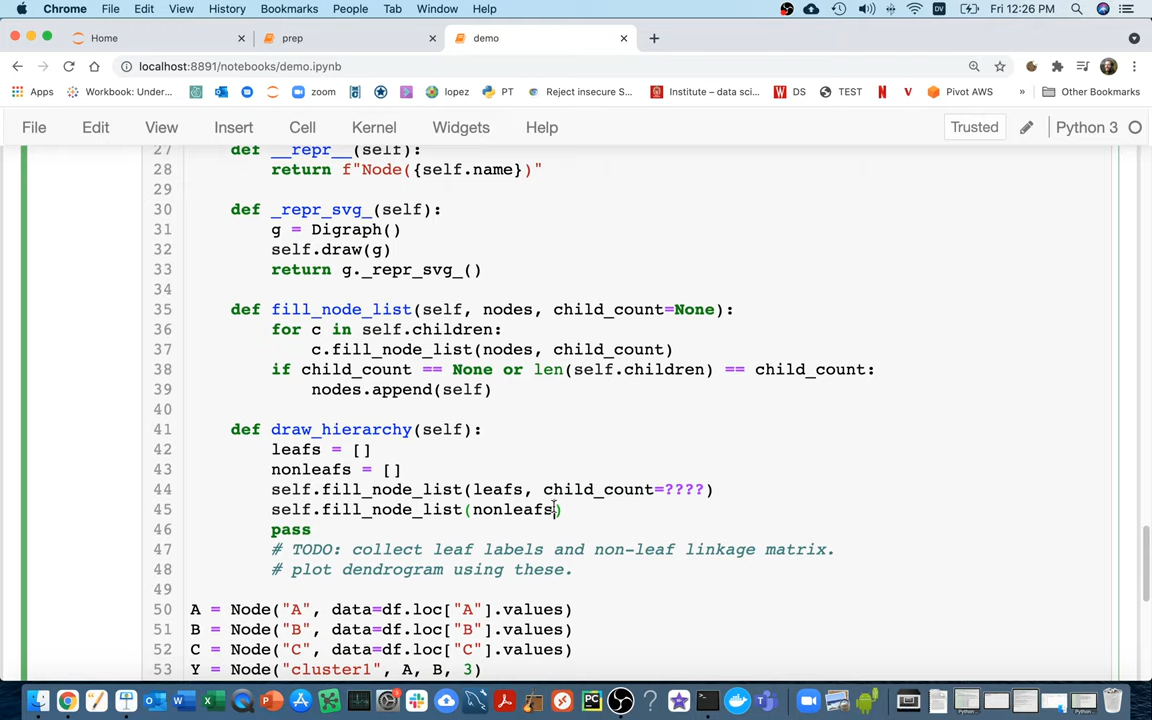 Chrome File Edit View History Bookmarks People Tab Window Help Fri 12:26 PM
Home prep demo
localhost:8891/notebooks/demo.ipynb
Apps Workbook: Under... zoom lopez PT Reject insecure S... Institute – data sci... DS TEST Pivot AWS » Other Bookmarks
File Edit View Insert Cell Kernel Widgets Help Trusted Python 3
27 def __repr__(self):
28 return f"Node({self.name})"
29
30 def _repr_svg_(self):
31 g = Digraph()
32 self.draw(g)
33 return g._repr_svg_()
34
35 def fill_node_list(self, nodes, child_count=None):
36 for c in self.children:
37 c.fill_node_list(nodes, child_count)
38 if child_count == None or len(self.children) == child_count:
39 nodes.append(self)
40
41 def draw_hierarchy(self):
42 leafs = []
43 nonleafs = []
44 self.fill_node_list(leafs, child_count=????)
45 self.fill_node_list(nonleafs)
46 pass
47 # TODO: collect leaf labels and non-leaf linkage matrix.
48 # plot dendrogram using these.
49
50 A = Node("A", data=df.loc["A"].values)
51 B = Node("B", data=df.loc["B"].values)
52 C = Node("C", data=df.loc["C"].values)
53 Y = Node("cluster1", A, B, 3)